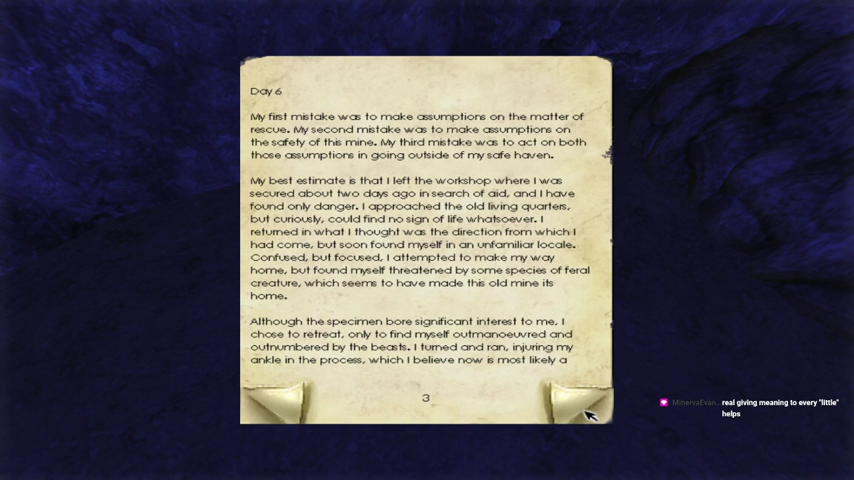 Day 6
My first mistake was to make assumptions on the matter of
rescue. My second mistake was to make assumptions on
the safety of this mine. My third mistake was to act on both
those assumptions in going outside of my safe haven.
My best estimate is that I left the workshop where I was
secured about two days ago in search of aid, and I have
found only danger. I approached the old living quarters,
but curiously, could find no sign of life whatsoever. I
returned in what I thought was the direction from which I
had come, but soon found myself in an unfamiliar locale.
Confused, but focused, I attempted to make my way
home, but found myself threatened by some species of feral
creature, which seems to have made this old mine its
home.
Although the specimen bore significant interest to me, I
chose to retreat, only to find myself outmanoeuvred and
outnumbered by the beasts. I turned and ran, injuring my
ankle in the process, which I believe now is most likely a
3
MinervaEvan... real giving meaning to every "little"
helps